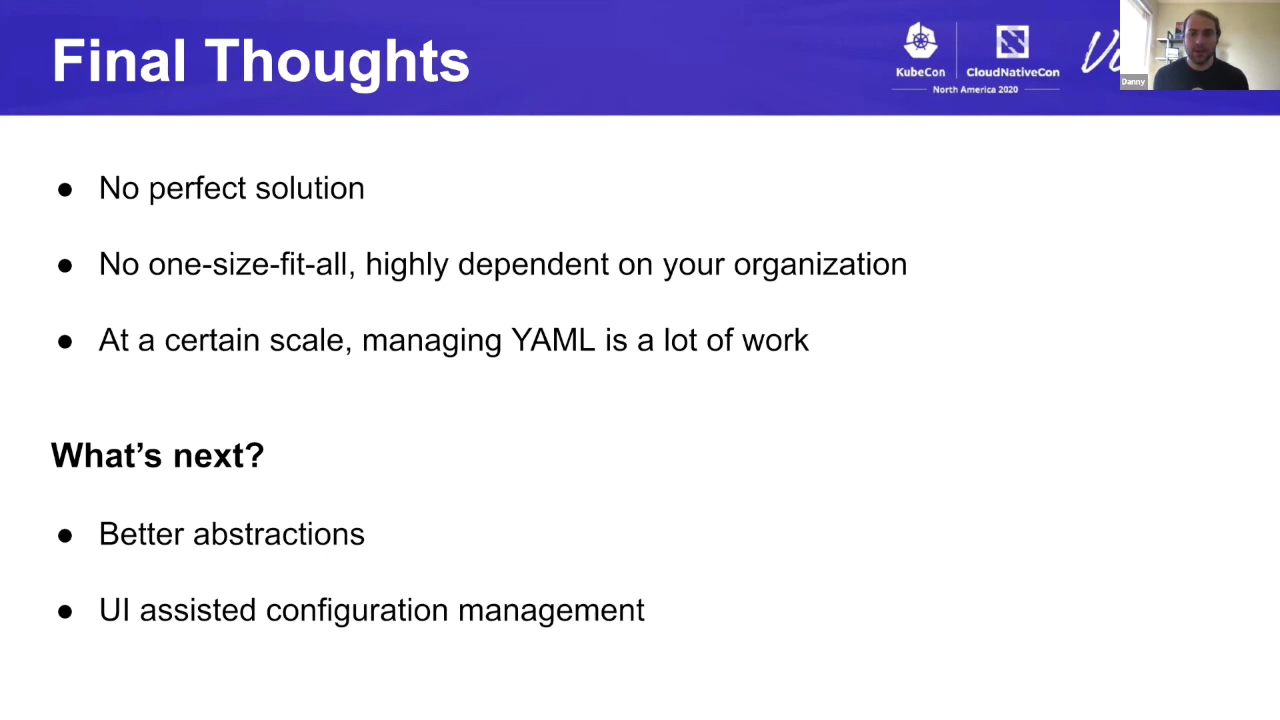 Final Thoughts
KubeCon
CloudNativeCon
North America 2020
Danny
● No perfect solution
● No one-size-fit-all, highly dependent on your organization
● At a certain scale, managing YAML is a lot of work
What's next?
● Better abstractions
● UI assisted configuration management